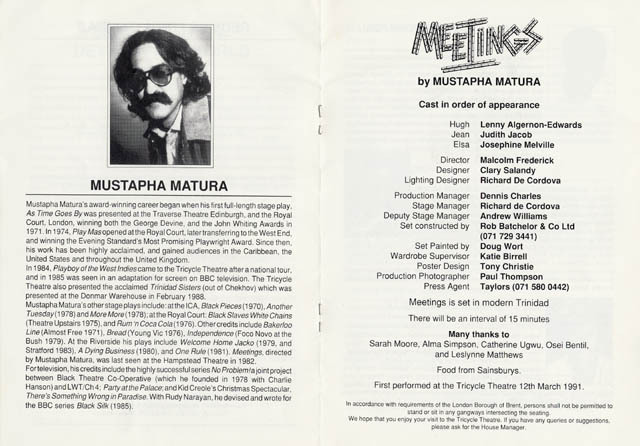 MUSTAPHA MATURA
Mustapha Matura's award-winning career began when his first full-length stage play,
As Time Goes By was presented at the Traverse Theatre Edinburgh, and the Royal
Court, London, winning both the George Devine, and the John Whiting Awards in
1971. In 1974, Play Mas opened at the Royal Court, later transferring to the West End,
and winning the Evening Standard's Most Promising Playwright Award. Since then,
his work has been highly acclaimed, and gained audiences in the Caribbean, the
United States and throughout the United Kingdom.
In 1984, Playboy of the West Indies came to the Tricycle Theatre after a national tour,
and in 1985 was seen in an adaptation for screen on BBC television. The Tricycle
Theatre also presented the acclaimed Trinidad Sisters (out of Chekhov) which was
presented at the Donmar Warehouse in February 1988.
Mustapha Matura's other stage plays include: at the ICA, Black Pieces (1970), Another
Tuesday (1978) and More More (1978); at the Royal Court: Black Slaves White Chains
(Theatre Upstairs 1975), and Rum 'n Coca Cola (1976). Other credits include Bakerloo
Line (Almost Free 1971), Bread (Young Vic 1976), Independence (Foco Novo at the
Bush 1979). At the Riverside his plays include Welcome Home Jacko (1979, and
Stratford 1983), A Dying Business (1980), and One Rule (1981). Meetings, directed
by Mustapha Matura, was last seen at the Hampstead Theatre in 1982.
For television, his credits include the highly successful series No Problem! a joint project
between Black Theatre Co-Operative (which he founded in 1978 with Charlie
Hanson) and LWT/Ch 4; Party at the Palace; and Kid Creole's Christmas Spectacular,
There's Something Wrong in Paradise. With Rudy Narayan, he devised and wrote for
the BBC series Black Silk (1985).
MEETINGS
by MUSTAPHA MATURA
Cast in order of appearance
Hugh Lenny Algernon-Edwards
Jean Judith Jacob
Elsa Josephine Melville
Director Malcolm Frederick
Designer Clary Salandy
Lighting Designer Richard De Cordova
Production Manager Dennis Charles
Stage Manager Richard de Cordova
Deputy Stage Manager Andrew Williams
Set constructed by Rob Batchelor & Co Ltd
(071 729 3441)
Set Painted by Doug Wort
Wardrobe Supervisor Katie Birrell
Poster Design Tony Christie
Production Photographer Paul Thompson
Press Agent Taylors (071 580 0442)
Meetings is set in modern Trinidad
There will be an interval of 15 minutes
Many thanks to
Sarah Moore, Alma Simpson, Catherine Ugwu, Osei Bentil,
and Leslynne Matthews
Food from Sainsburys.
First performed at the Tricycle Theatre 12th March 1991.
In accordance with requirements of the London Borough of Brent, persons shall not be permitted to
stand or sit in any gangways intersecting the seating.
We hope that you enjoy your visit to the Tricycle Theatre. If you have any queries or suggestions,
please ask for the House Manager.